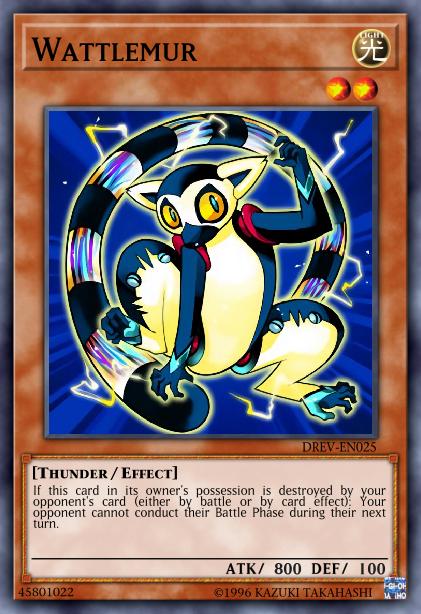 WATTLEMUR
LIGHT
光
DREV-EN025
[THUNDER / EFFECT]
If this card in its owner's possession is destroyed by your
opponent's card (either by battle or by card effect): Your
opponent cannot conduct their Battle Phase during their next
turn.
ATK/ 800 DEF/ 100
45801022
©1996 KAZUKI TAKAHASHI